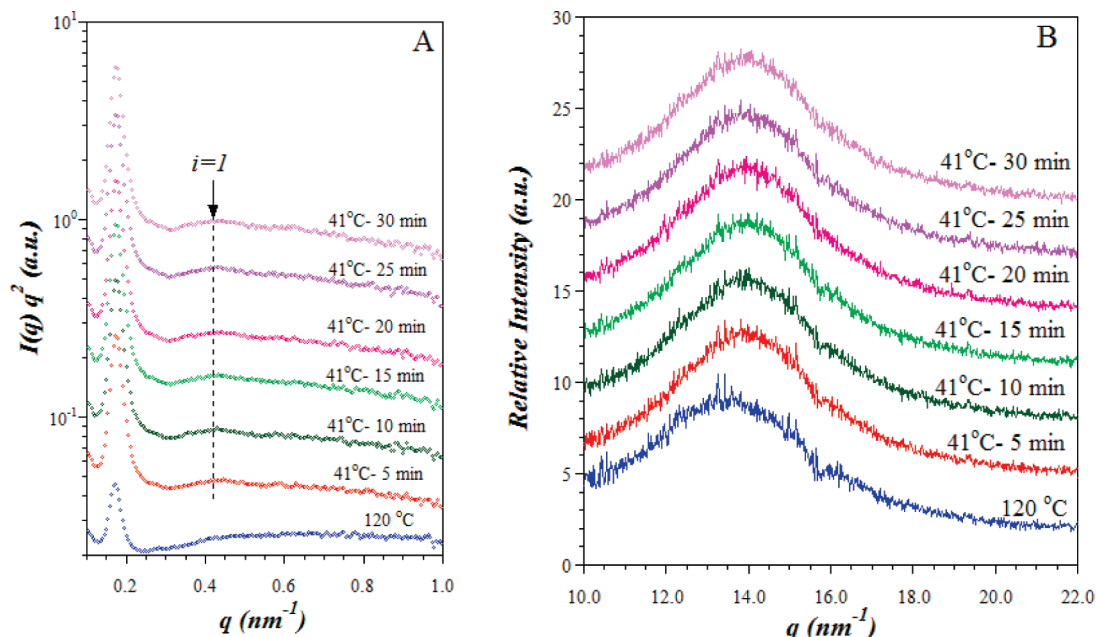 A
10¹
10⁰
10⁻¹
I(q) q² (a.u.)
i=1
41°C- 30 min
41°C- 25 min
41°C- 20 min
41°C- 15 min
41°C- 10 min
41°C- 5 min
120 °C
0.2 0.4 0.6 0.8 1.0
q (nm⁻¹)
B
30
25
20
15
10
5
0
Relative Intensity (a.u.)
41°C- 30 min
41°C- 25 min
41°C- 20 min
41°C- 15 min
41°C- 10 min
41°C- 5 min
120 °C
10.0 12.0 14.0 16.0 18.0 20.0 22.0
q (nm⁻¹)